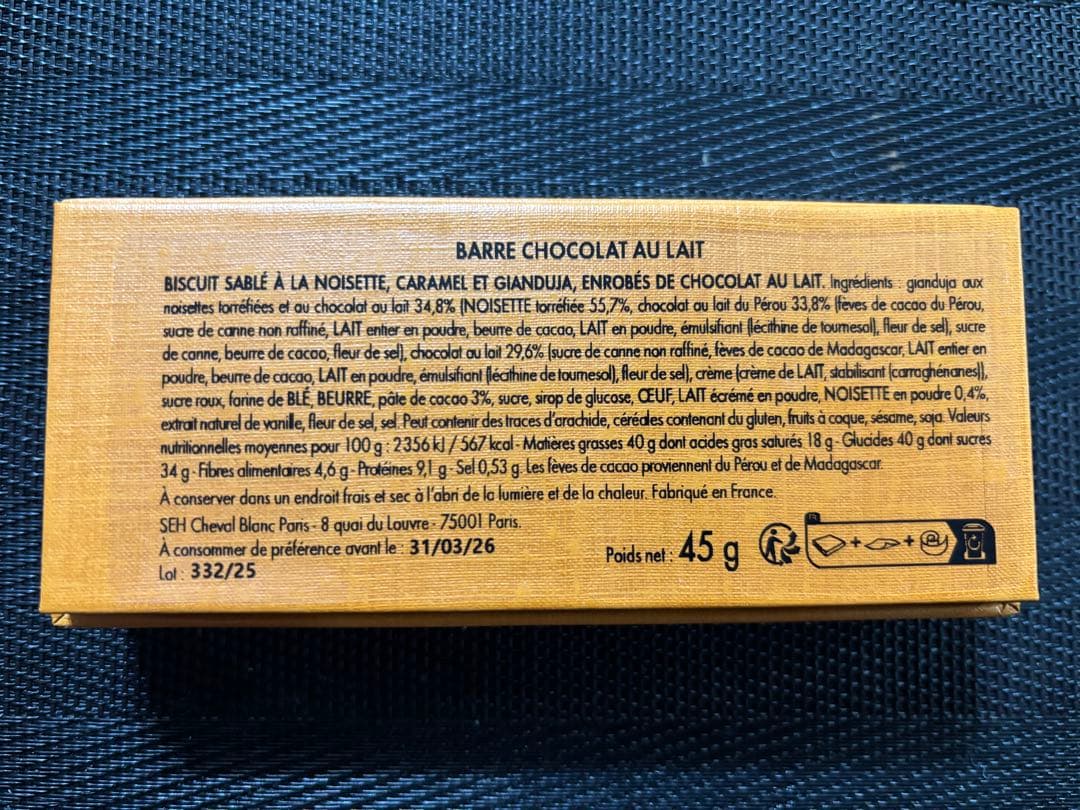 BARRE CHOCOLAT AU LAIT
BISCUIT SABLÉ À LA NOISETTE, CARAMEL ET GIANDUJA, ENROBÉS DE CHOCOLAT AU LAIT. Ingrédients : gianduja aux
noisettes torréfiées et au chocolat au lait 34,8% (NOISETTE torréfiée 55,7%, chocolat au lait du Pérou 33,8% (fèves de cacao du Pérou,
sucre de canne non raffiné, LAIT entier en poudre, beurre de cacao, LAIT en poudre, émulsifiant (lécithine de tournesol), fleur de sel), sucre
de canne, beurre de cacao, fleur de sel), chocolat au lait 29,6% (sucre de canne non raffiné, fèves de cacao de Madagascar, LAIT entier en
poudre, beurre de cacao, LAIT en poudre, émulsifiant (lécithine de tournesol), fleur de sel), crème (crème de LAIT, stabilisant (carraghénanes)),
sucre roux, farine de BLÉ, BEURRE, pâte de cacao 3%, sucre, sirop de glucose, ŒUF, LAIT écrémé en poudre, NOISETTE en poudre 0,4%,
extrait naturel de vanille, fleur de sel, sel. Peut contenir des traces d'arachide, céréales contenant du gluten, fruits à coque, sésame, soja. Valeurs
nutritionnelles moyennes pour 100 g : 2356 kJ / 567 kcal - Matières grasses 40 g dont acides gras saturés 18 g - Glucides 40 g dont sucres
34 g - Fibres alimentaires 4,6 g - Protéines 9,1 g - Sel 0,53 g. Les fèves de cacao proviennent du Pérou et de Madagascar.
À conserver dans un endroit frais et sec à l'abri de la lumière et de la chaleur. Fabriqué en France.
SEH Cheval Blanc Paris - 8 quai du Louvre - 75001 Paris.
À consommer de préférence avant le : 31/03/26
Lot : 332/25
Poids net : 45 g
FR
+ +